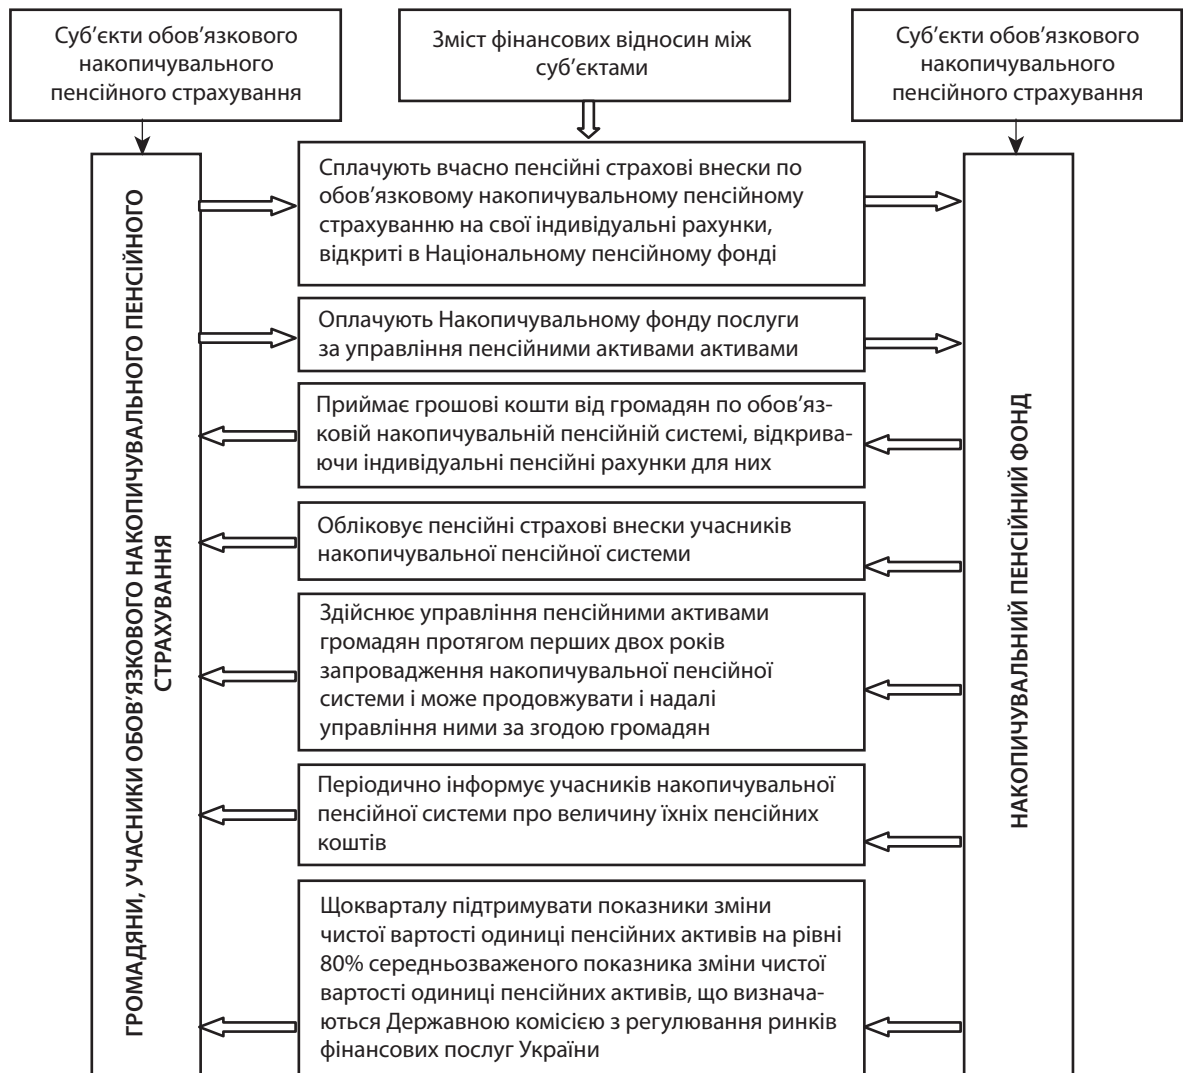 Суб’єкти обов’язкового
накопичувального
пенсійного страхування
Зміст фінансових відносин між
суб’єктами
Суб’єкти обов’язкового
накопичувального
пенсійного страхування
ГРОМАДЯНИ, УЧАСНИКИ ОБОВ’ЯЗКОВОГО НАКОПИЧУВАЛЬНОГО ПЕНСІЙНОГО
СТРАХУВАННЯ
Сплачують вчасно пенсійні страхові внески по
обов’язковому накопичувальному пенсійному
страхуванню на свої індивідуальні рахунки,
відкриті в Національному пенсійному фонді
Оплачують Накопичувальному фонду послуги
за управління пенсійними активами активами
Приймає грошові кошти від громадян по обов’яз-
ковій накопичувальній пенсійній системі, відкрива-
ючи індивідуальні пенсійні рахунки для них
Обліковує пенсійні страхові внески учасників
накопичувальної пенсійної системи
Здійснює управління пенсійними активами
громадян протягом перших двох років
запровадження накопичувальної пенсійної
системи і може продовжувати і надалі
управління ними за згодою громадян
Періодично інформує учасників накопичувальної
пенсійної системи про величину їхніх пенсійних
коштів
Щокварталу підтримувати показники зміни
чистої вартості одиниці пенсійних активів на рівні
80% середньозваженого показника зміни чистої
вартості одиниці пенсійних активів, що визнача-
ються Державною комісією з регулювання ринків
фінансових послуг України
НАКОПИЧУВАЛЬНИЙ ПЕНСІЙНИЙ ФОНД